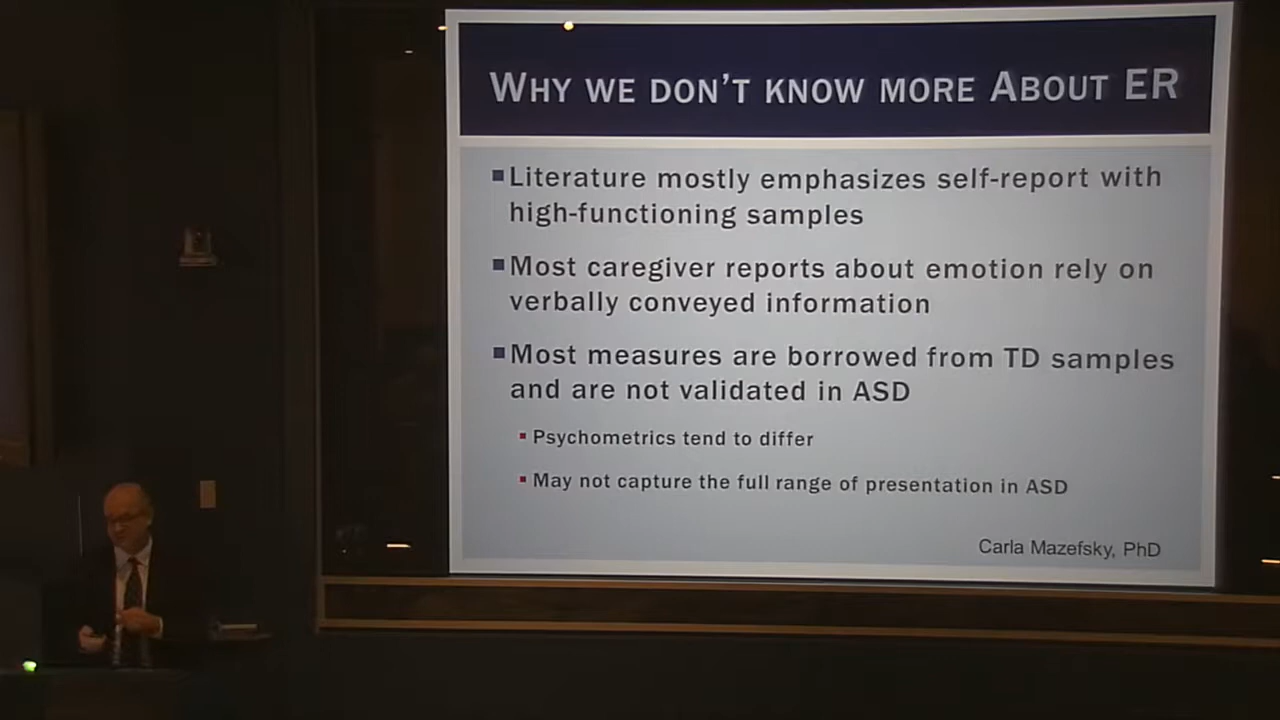 WHY WE DON'T KNOW MORE ABOUT ER
Literature mostly emphasizes self-report with
high-functioning samples
Most caregiver reports about emotion rely on
verbally conveyed information
Most measures are borrowed from TD samples
and are not validated in ASD
Psychometrics tend to differ
May not capture the full range of presentation in ASD
Carla Mazefsky, PhD